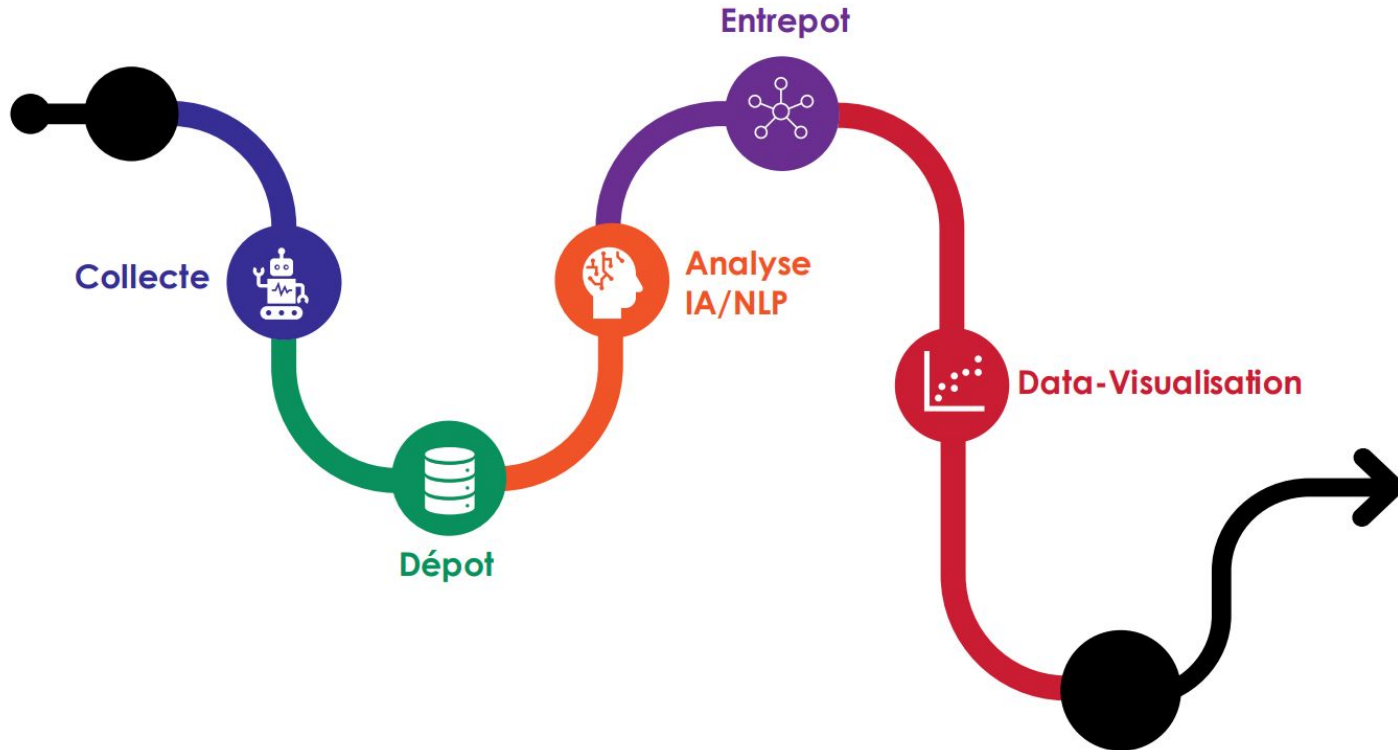 Entrepot
Collecte
Analyse
IA/NLP
Data-Visualisation
Dépot